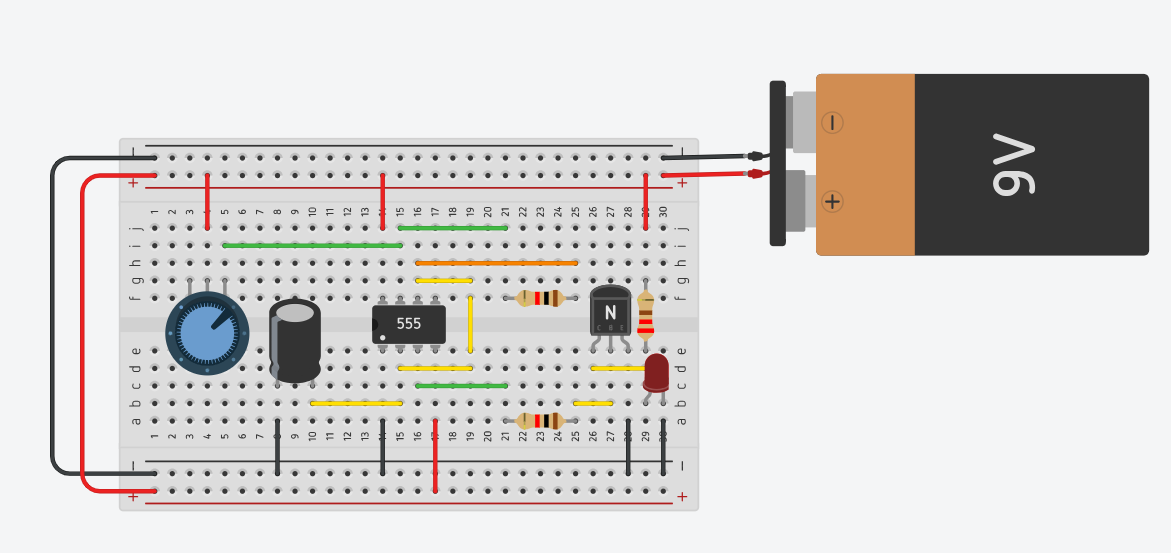 − −
+ +
1 2 3 4 5 6 7 8 9 10 11 12 13 14 15 16 17 18 19 20 21 22 23 24 25 26 27 28 29 30
j j
i i
h h
g g
f f
555
N
C B E
e e
d d
c c
b b
a a
1 2 3 4 5 6 7 8 9 10 11 12 13 14 15 16 17 18 19 20 21 22 23 24 25 26 27 28 29 30
− −
+ +
−
+
9V